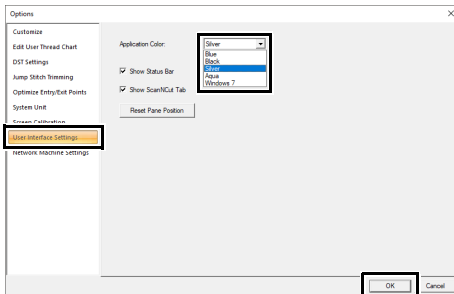 Options
Customize
Edit User Thread Chart
DST Settings
Jump Stitch Trimming
Optimize Entry/Exit Points
System Unit
Screen Calibration
User Interface Settings
Network Machine Settings
Application Color:
Silver
Blue
Black
Silver
Aqua
Windows 7
Show Status Bar
Show ScanNCut Tab
Reset Pane Position
OK
Cancel